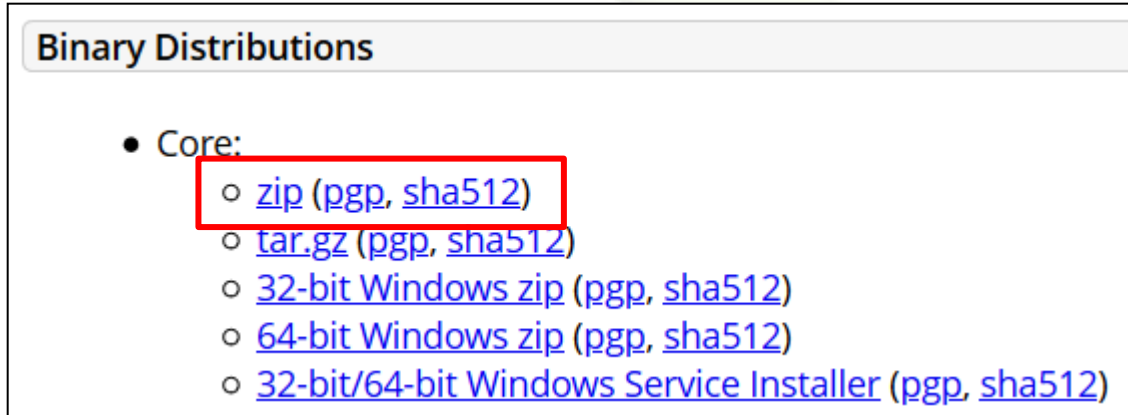 Binary Distributions
Core:
zip (pgp, sha512)
tar.gz (pgp, sha512)
32-bit Windows zip (pgp, sha512)
64-bit Windows zip (pgp, sha512)
32-bit/64-bit Windows Service Installer (pgp, sha512)